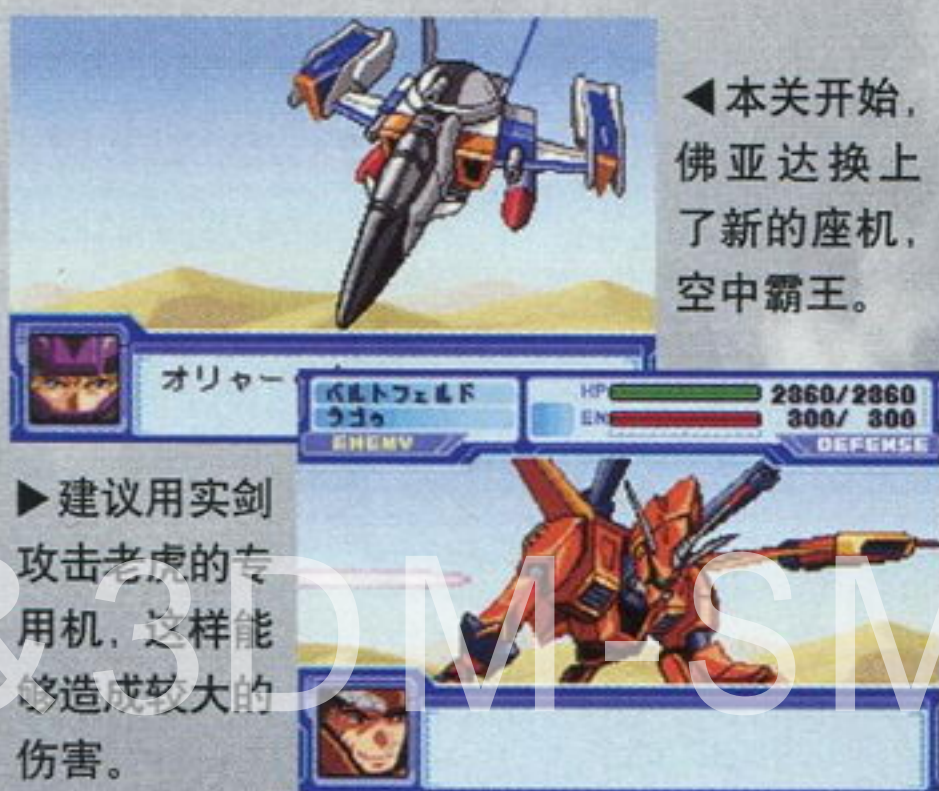 ◀本关开始，
佛亚达换上
了新的座机，
空中霸王。
オリャー
バルトフェルド
ラゴゥ
HP 2860/2860
EN 300/ 300
ENEMY
DEFENSE
▶建议用实剑
攻击老虎的专
用机，这样能
够造成较大的
伤害。
&3DM-SM